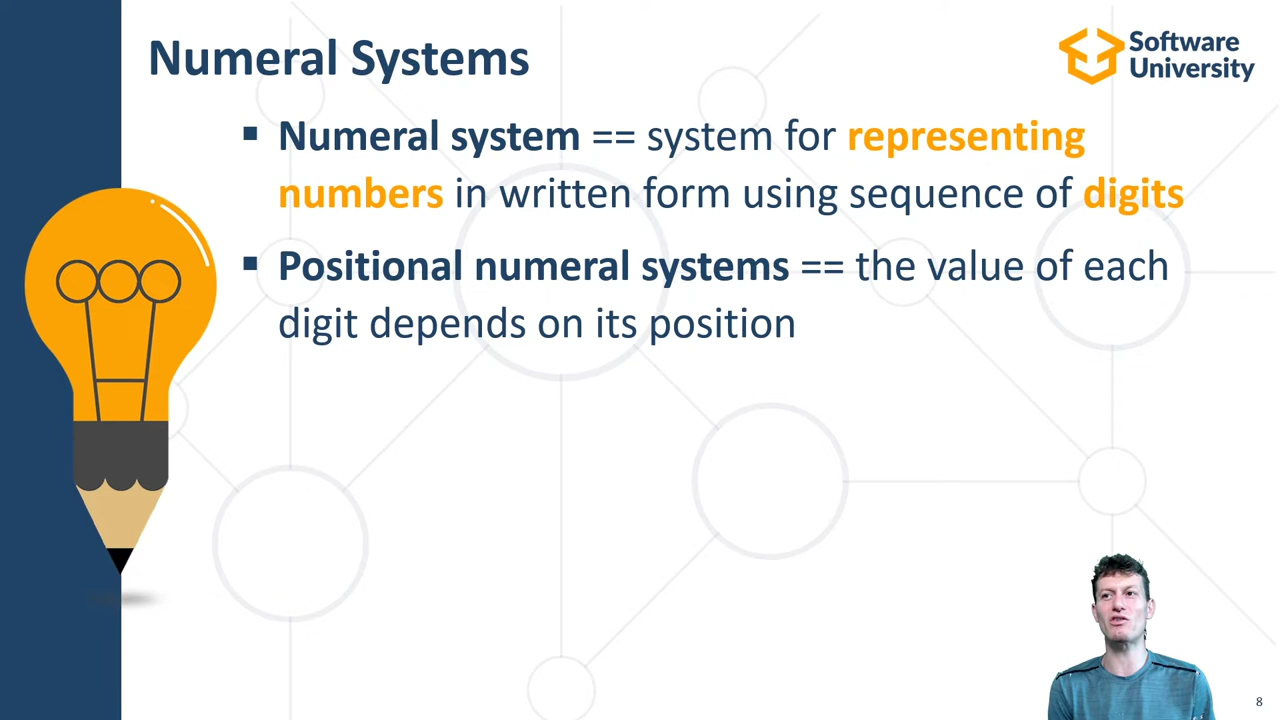 Numeral Systems
Software
University
▪ Numeral system == system for representing
numbers in written form using sequence of digits
▪ Positional numeral systems == the value of each
digit depends on its position
8